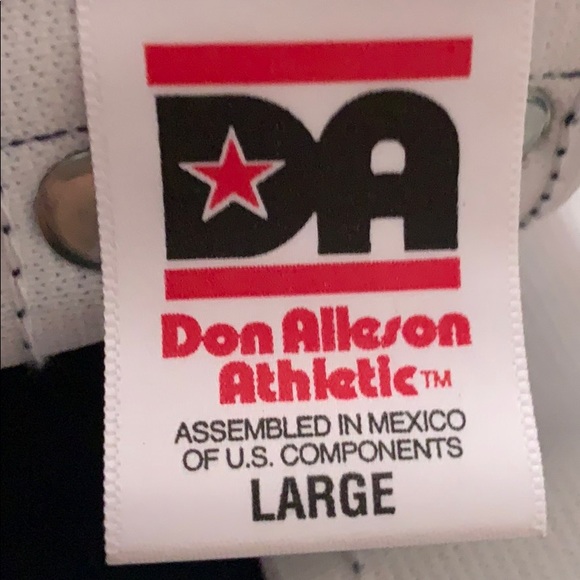 DA
Don Alleson
Athletic™
ASSEMBLED IN MEXICO
OF U.S. COMPONENTS
LARGE